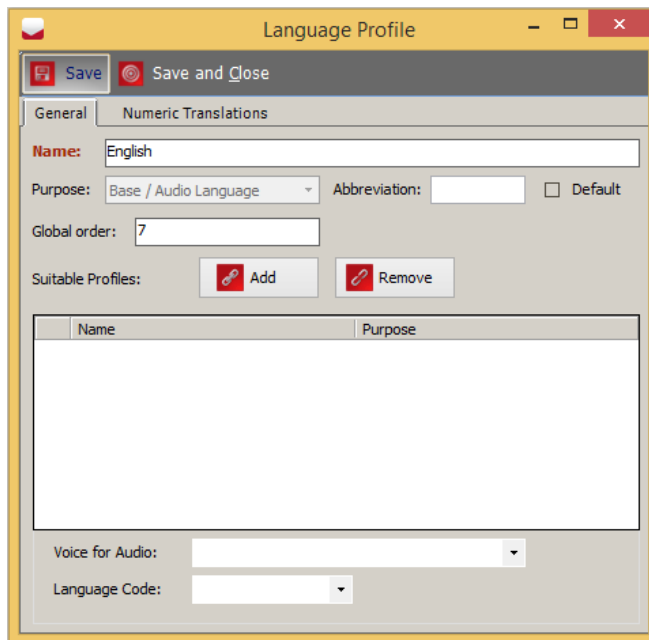 Language Profile
Save Save and Close
General Numeric Translations
Name: English
Purpose: Base / Audio Language Abbreviation: Default
Global order: 7
Suitable Profiles: Add Remove
Name Purpose
Voice for Audio:
Language Code: